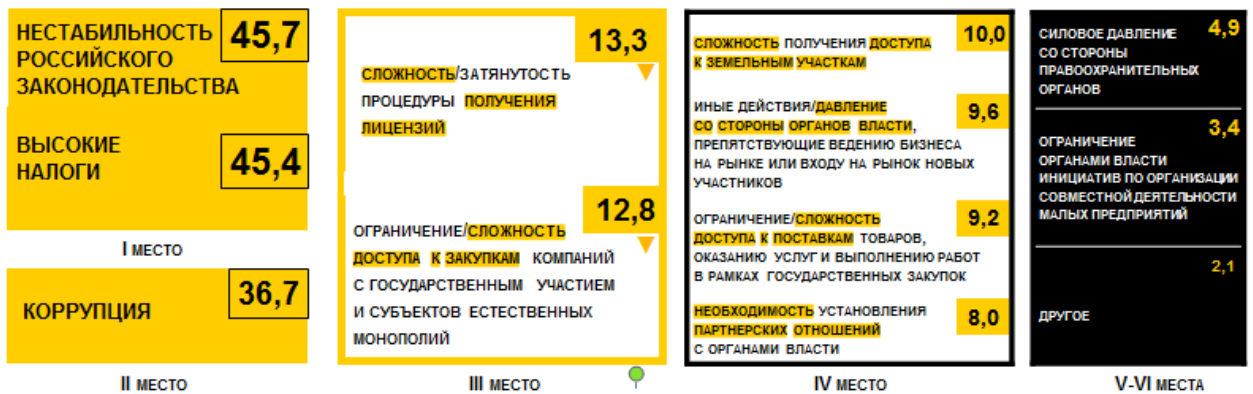 НЕСТАБИЛЬНОСТЬ
РОССИЙСКОГО
ЗАКОНОДАТЕЛЬСТВА
45,7
ВЫСОКИЕ
НАЛОГИ
45,4
I МЕСТО
КОРРУПЦИЯ
36,7
II МЕСТО
13,3
СЛОЖНОСТЬ/ЗАТЯНУТОСТЬ
ПРОЦЕДУРЫ ПОЛУЧЕНИЯ
ЛИЦЕНЗИЙ
12,8
ОГРАНИЧЕНИЕ/СЛОЖНОСТЬ
ДОСТУПА К ЗАКУПКАМ КОМПАНИЙ
С ГОСУДАРСТВЕННЫМ УЧАСТИЕМ
И СУБЪЕКТОВ ЕСТЕСТВЕННЫХ
МОНОПОЛИЙ
III МЕСТО
10,0
СЛОЖНОСТЬ ПОЛУЧЕНИЯ ДОСТУПА
К ЗЕМЕЛЬНЫМ УЧАСТКАМ
9,6
ИНЫЕ ДЕЙСТВИЯ/ДАВЛЕНИЕ
СО СТОРОНЫ ОРГАНОВ ВЛАСТИ,
ПРЕПЯТСТВУЮЩИЕ ВЕДЕНИЮ БИЗНЕСА
НА РЫНКЕ ИЛИ ВХОДУ НА РЫНОК НОВЫХ
УЧАСТНИКОВ
9,2
ОГРАНИЧЕНИЕ/СЛОЖНОСТЬ
ДОСТУПА К ПОСТАВКАМ ТОВАРОВ,
ОКАЗАНИЮ УСЛУГ И ВЫПОЛНЕНИЮ РАБОТ
В РАМКАХ ГОСУДАРСТВЕННЫХ ЗАКУПОК
8,0
НЕОБХОДИМОСТЬ УСТАНОВЛЕНИЯ
ПАРТНЕРСКИХ ОТНОШЕНИЙ
С ОРГАНАМИ ВЛАСТИ
IV МЕСТО
4,9
СИЛОВОЕ ДАВЛЕНИЕ
СО СТОРОНЫ
ПРАВООХРАНИТЕЛЬНЫХ
ОРГАНОВ
3,4
ОГРАНИЧЕНИЕ
ОРГАНАМИ ВЛАСТИ
ИНИЦИАТИВ ПО ОРГАНИЗАЦИИ
СОВМЕСТНОЙ ДЕЯТЕЛЬНОСТИ
МАЛЫХ ПРЕДПРИЯТИЙ
2,1
ДРУГОЕ
V-VI МЕСТА